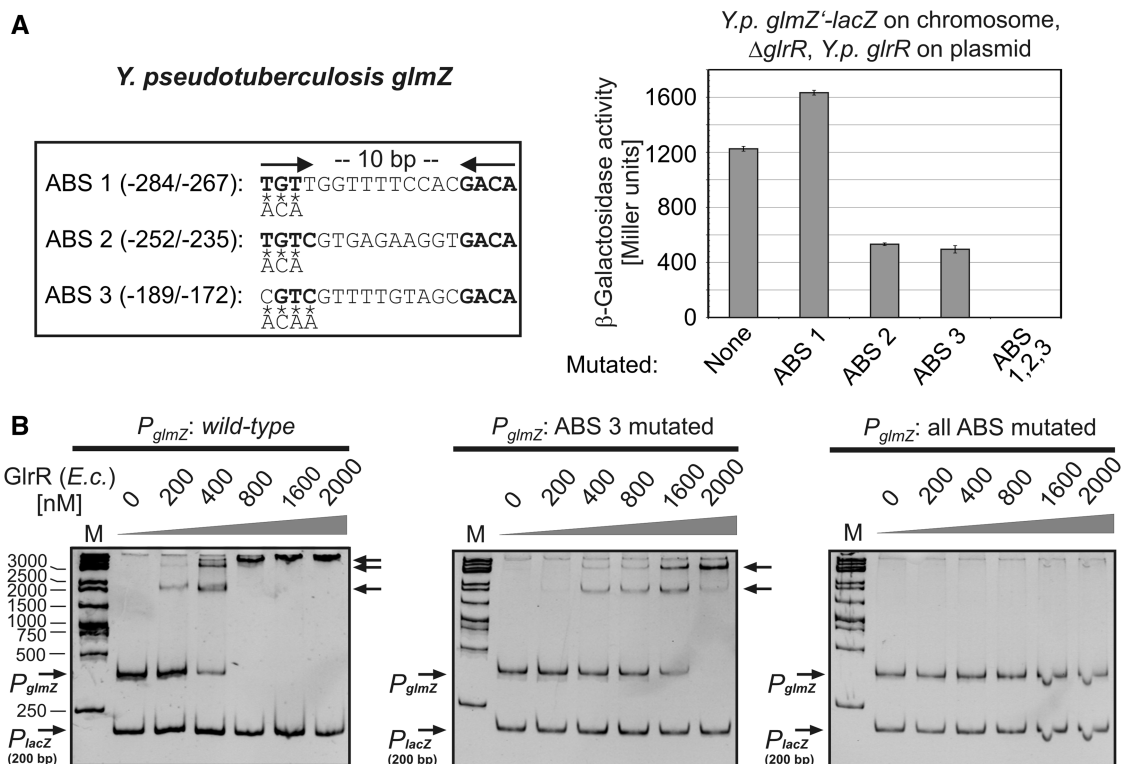 A
Y. pseudotuberculosis glmZ
-- 10 bp --
ABS 1 (-284/-267): TGTTGGTTTTCCACGACA
***
ACA
ABS 2 (-252/-235): TGTCGTGAGAAGGTGACA
***
ACA
ABS 3 (-189/-172): CGTCGTTTTGTAGCGACA
****
ACAA
Y.p. glmZ‘-lacZ on chromosome,
ΔglrR, Y.p. glrR on plasmid
β-Galactosidase activity
[Miller units]
1600
1200
800
400
0
Mutated:
None
ABS 1
ABS 2
ABS 3
ABS
1,2,3
B
PglmZ: wild-type
GlrR (E.c.)
[nM]
0 200 400 800 1600 2000
M
3000
2500
2000
1500
1000
750
500
PglmZ
250
PlacZ
(200 bp)
PglmZ: ABS 3 mutated
0 200 400 800 1600 2000
M
PglmZ
PlacZ
(200 bp)
PglmZ: all ABS mutated
0 200 400 800 1600 2000
M
PglmZ
PlacZ
(200 bp)